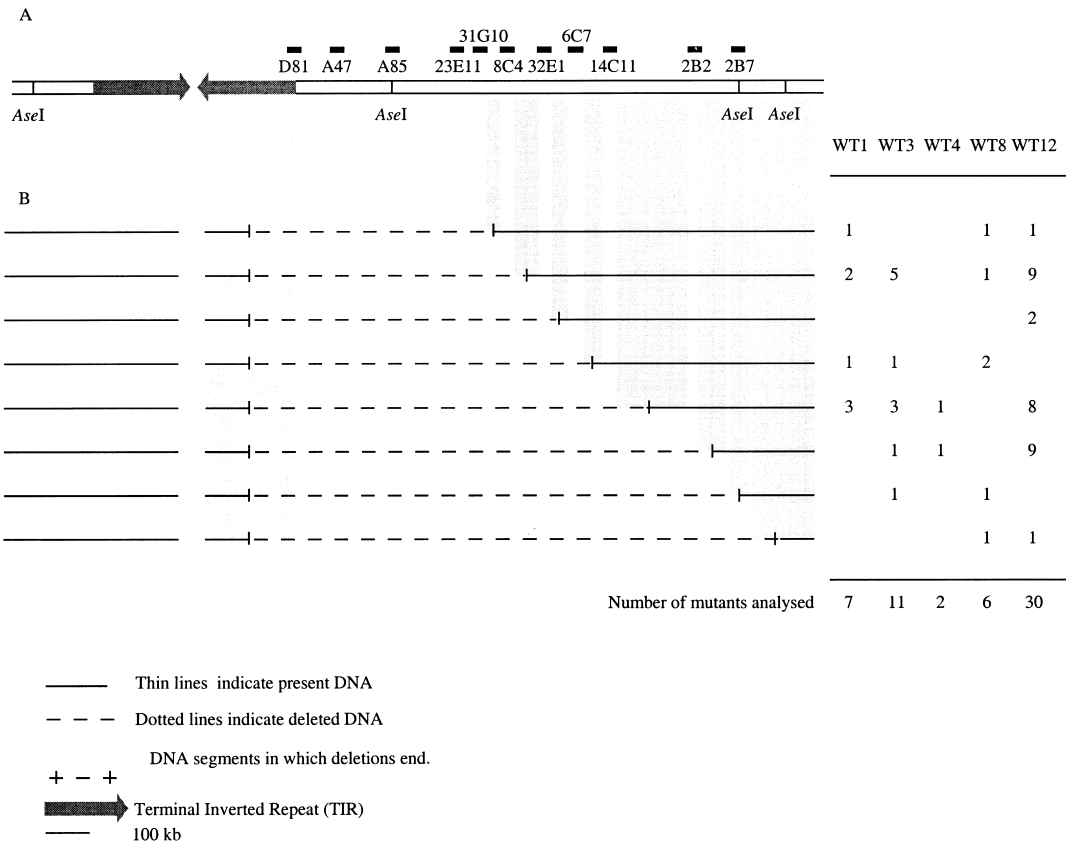 A
31G10 6C7
D81 A47 A85 23E11 8C4 32E1 14C11 2B2 2B7
AseI AseI AseI AseI
WT1 WT3 WT4 WT8 WT12
B
1 1 1
2 5 1 9
2
1 1 2
3 3 1 8
1 1 9
1 1
1 1
Number of mutants analysed 7 11 2 6 30
Thin lines indicate present DNA
Dotted lines indicate deleted DNA
DNA segments in which deletions end.
Terminal Inverted Repeat (TIR)
100 kb